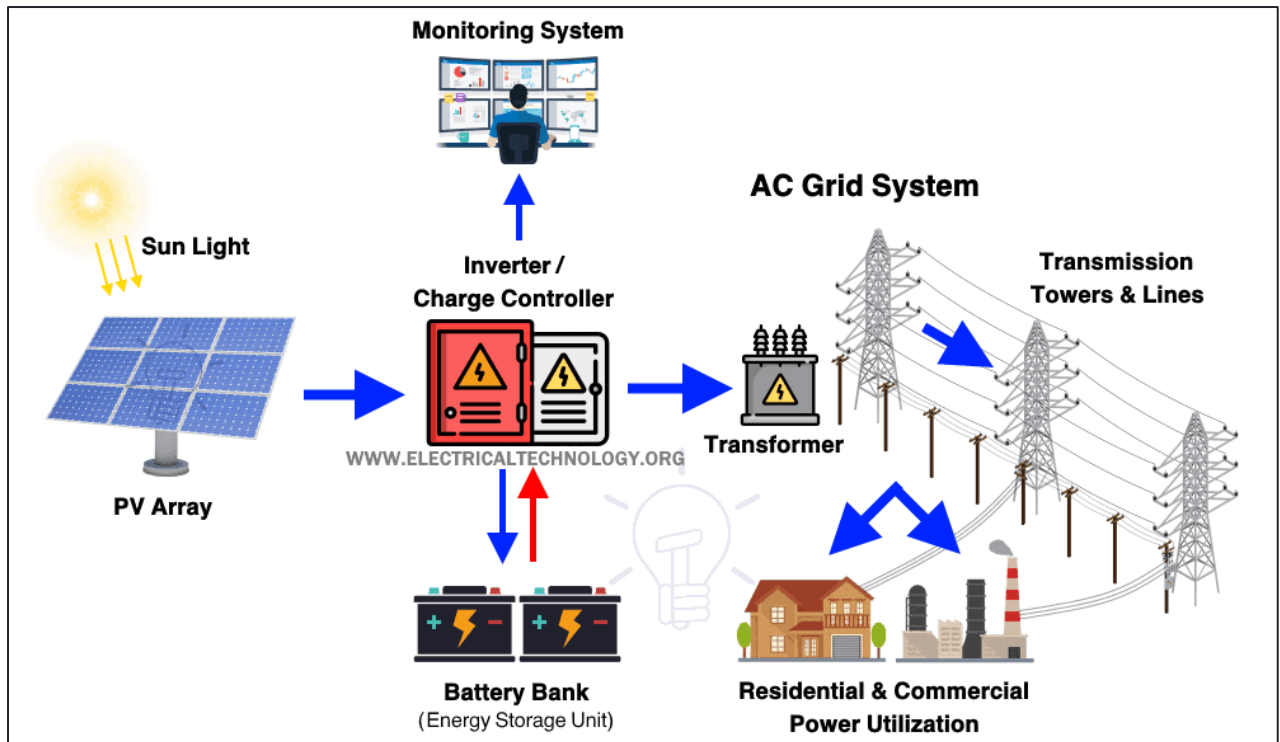 Monitoring System
AC Grid System
Sun Light
Inverter /
Charge Controller
Transmission
Towers & Lines
Transformer
WWW.ELECTRICALTECHNOLOGY.ORG
PV Array
+ - + -
Battery Bank
(Energy Storage Unit)
Residential & Commercial
Power Utilization